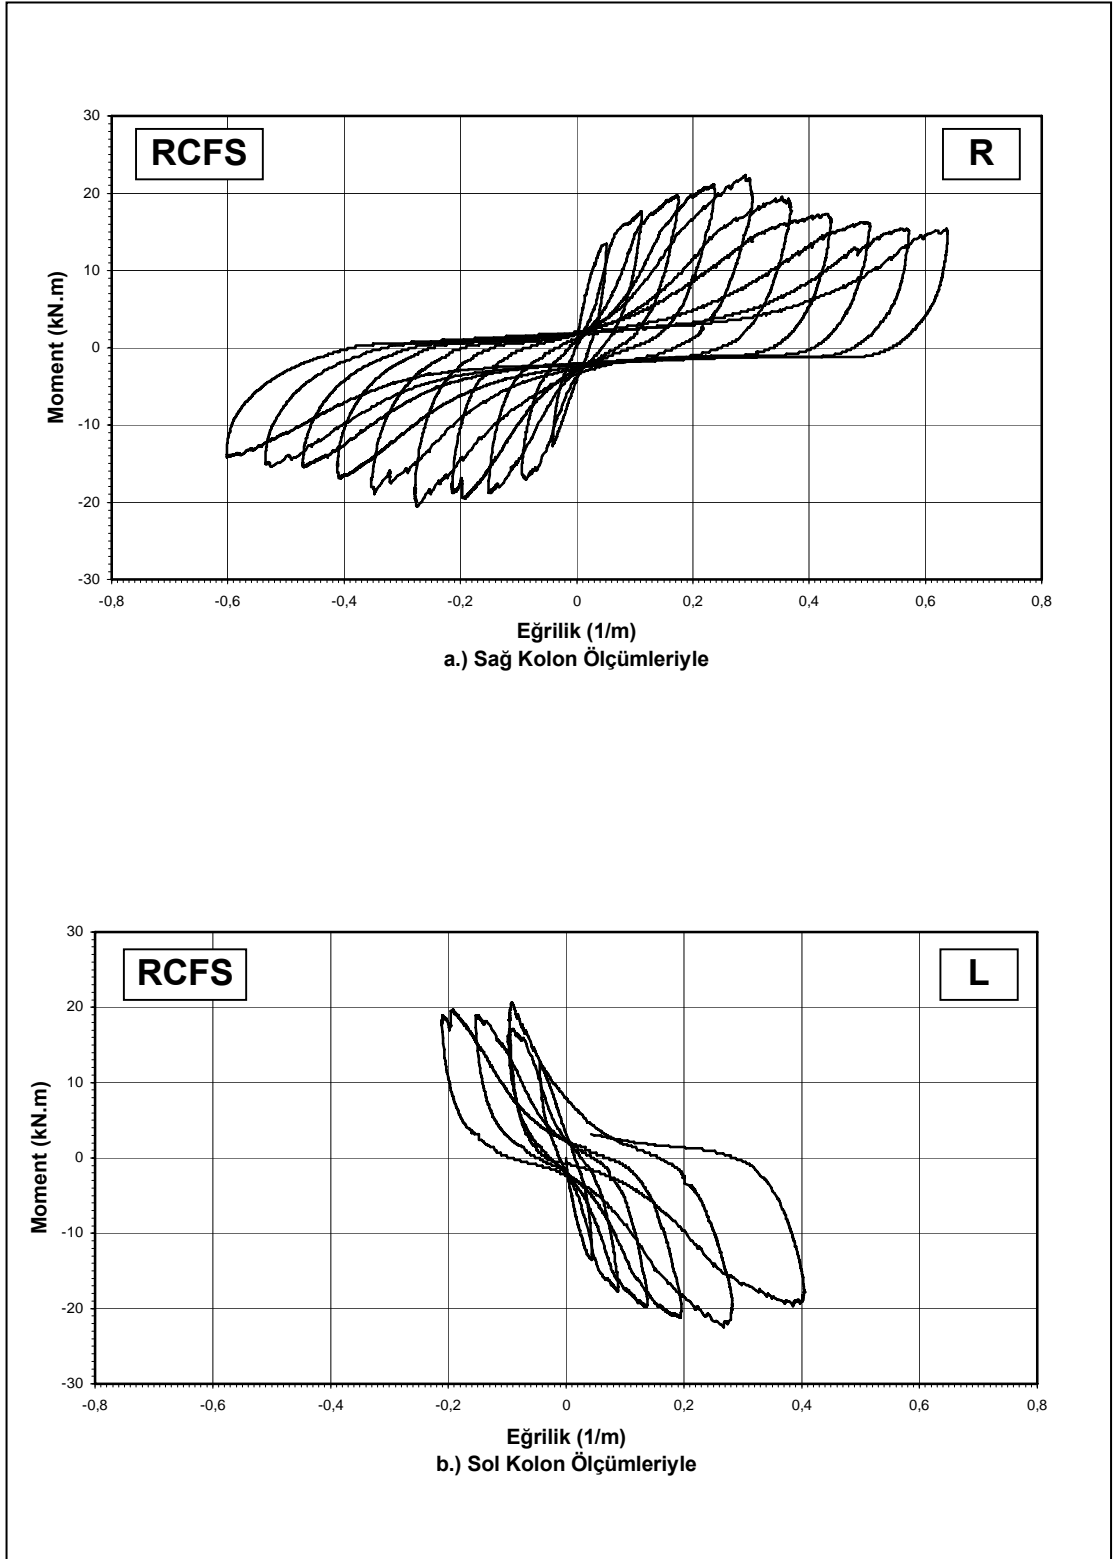 RCFS
R
30
20
10
0
-10
-20
-30
Moment (kN.m)
-0,8 -0,6 -0,4 -0,2 0 0,2 0,4 0,6 0,8
Eğrilik (1/m)
a.) Sağ Kolon Ölçümleriyle
RCFS
L
30
20
10
0
-10
-20
-30
Moment (kN.m)
-0,8 -0,6 -0,4 -0,2 0 0,2 0,4 0,6 0,8
Eğrilik (1/m)
b.) Sol Kolon Ölçümleriyle